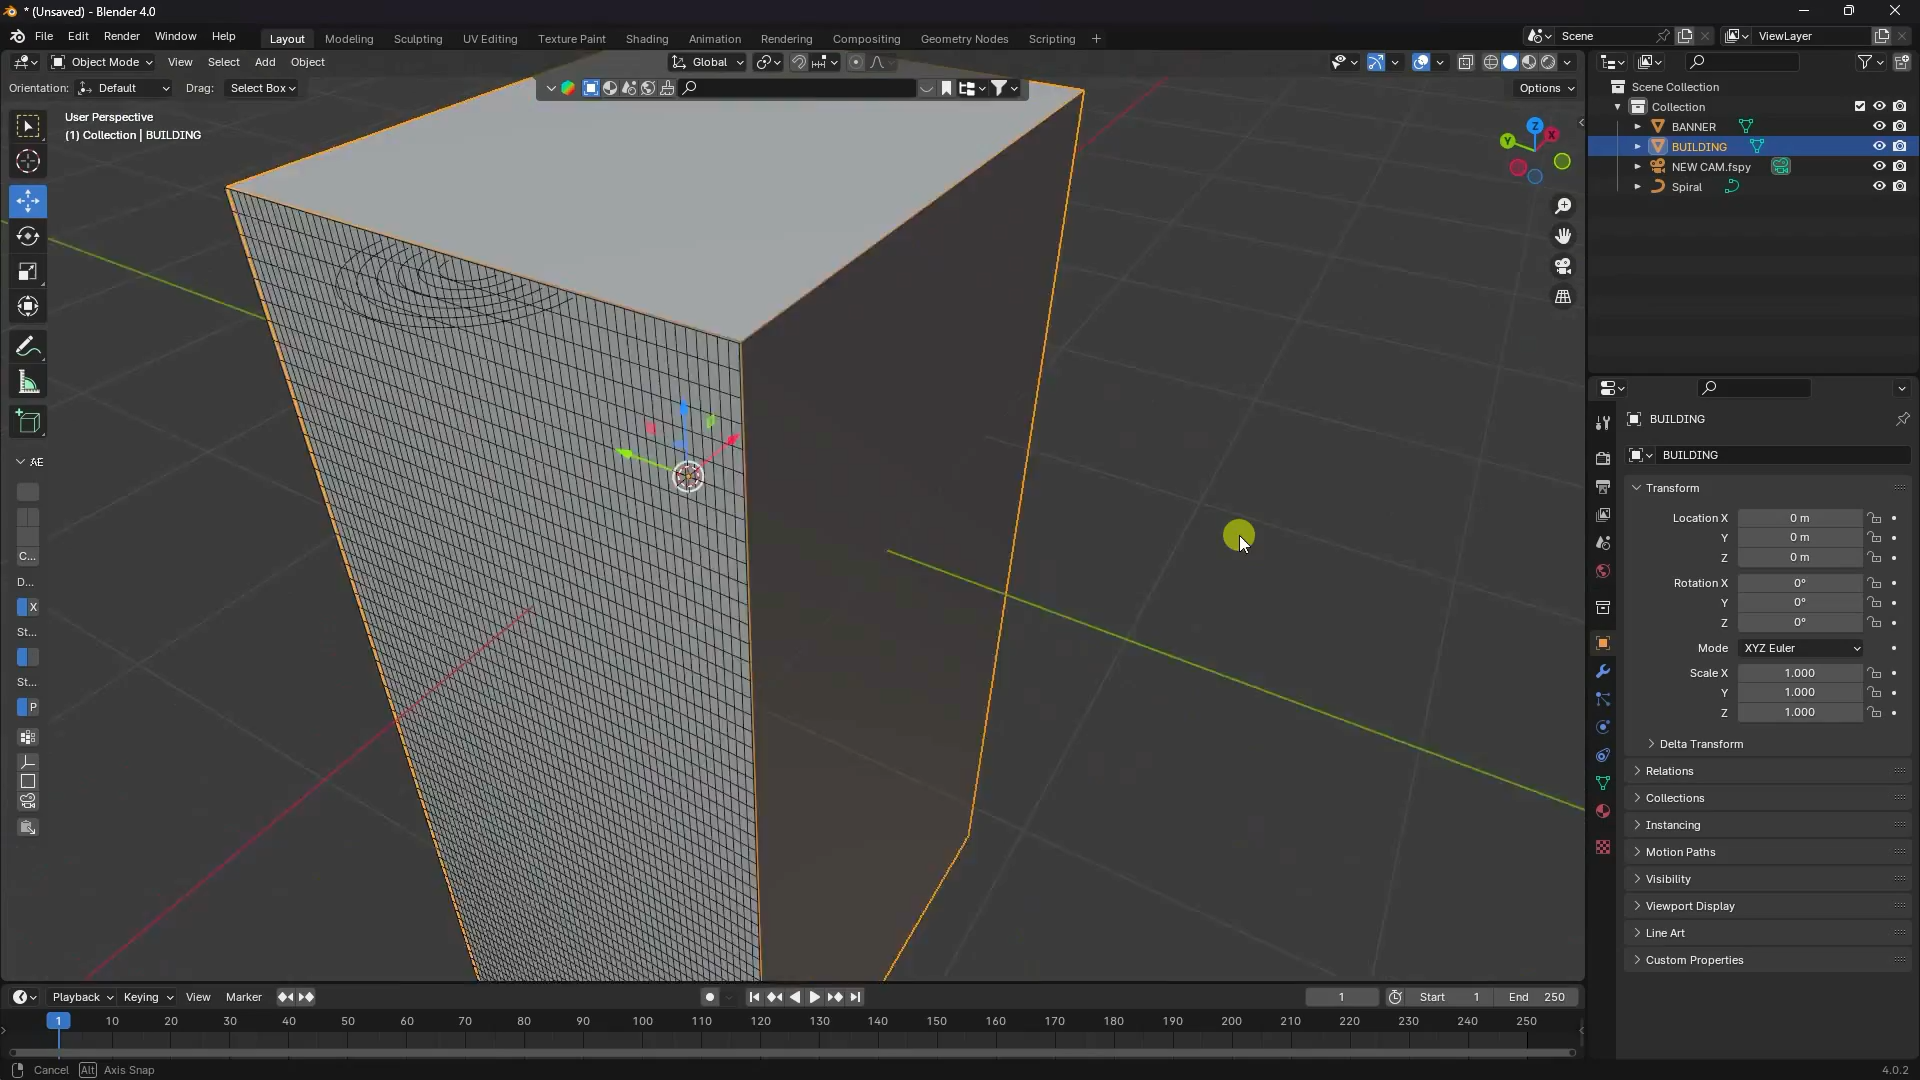 * (Unsaved) - Blender 4.0
File Edit Render Window Help Layout Modeling Sculpting UV Editing Texture Paint Shading Animation Rendering Compositing Geometry Nodes Scripting + Scene ViewLayer
Object Mode View Select Add Object Global
Orientation: Default Drag: Select Box Options
User Perspective
(1) Collection | BUILDING
Z
Y
X
Scene Collection
Collection
BANNER
BUILDING
NEW CAM.fspy
Spiral
AE
C...
D...
X
St...
St...
P
BUILDING
BUILDING
Transform
Location X 0 m
Y 0 m
Z 0 m
Rotation X 0°
Y 0°
Z 0°
Mode XYZ Euler
Scale X 1.000
Y 1.000
Z 1.000
Delta Transform
Relations
Collections
Instancing
Motion Paths
Visibility
Viewport Display
Line Art
Custom Properties
Playback Keying View Marker 1 Start 1 End 250
1 10 20 30 40 50 60 70 80 90 100 110 120 130 140 150 160 170 180 190 200 210 220 230 240 250
Cancel Alt Axis Snap 4.0.2